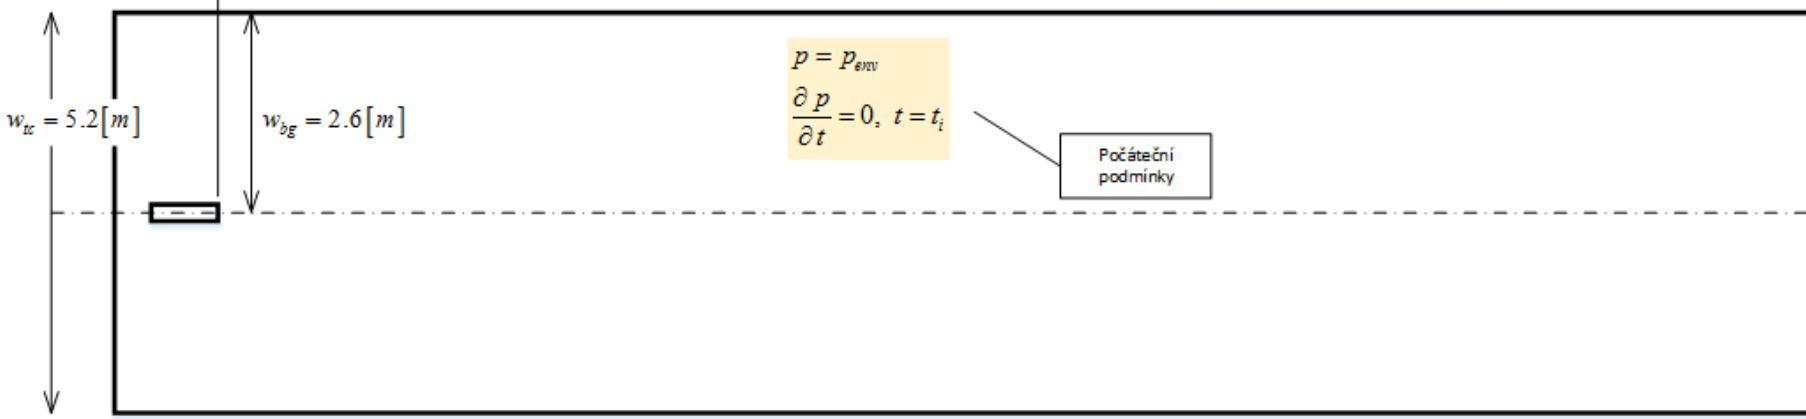 p = p_env
∂p/∂t = 0, t = t_i
w_tc = 5.2[m]
w_bg = 2.6[m]
Počáteční
podmínky